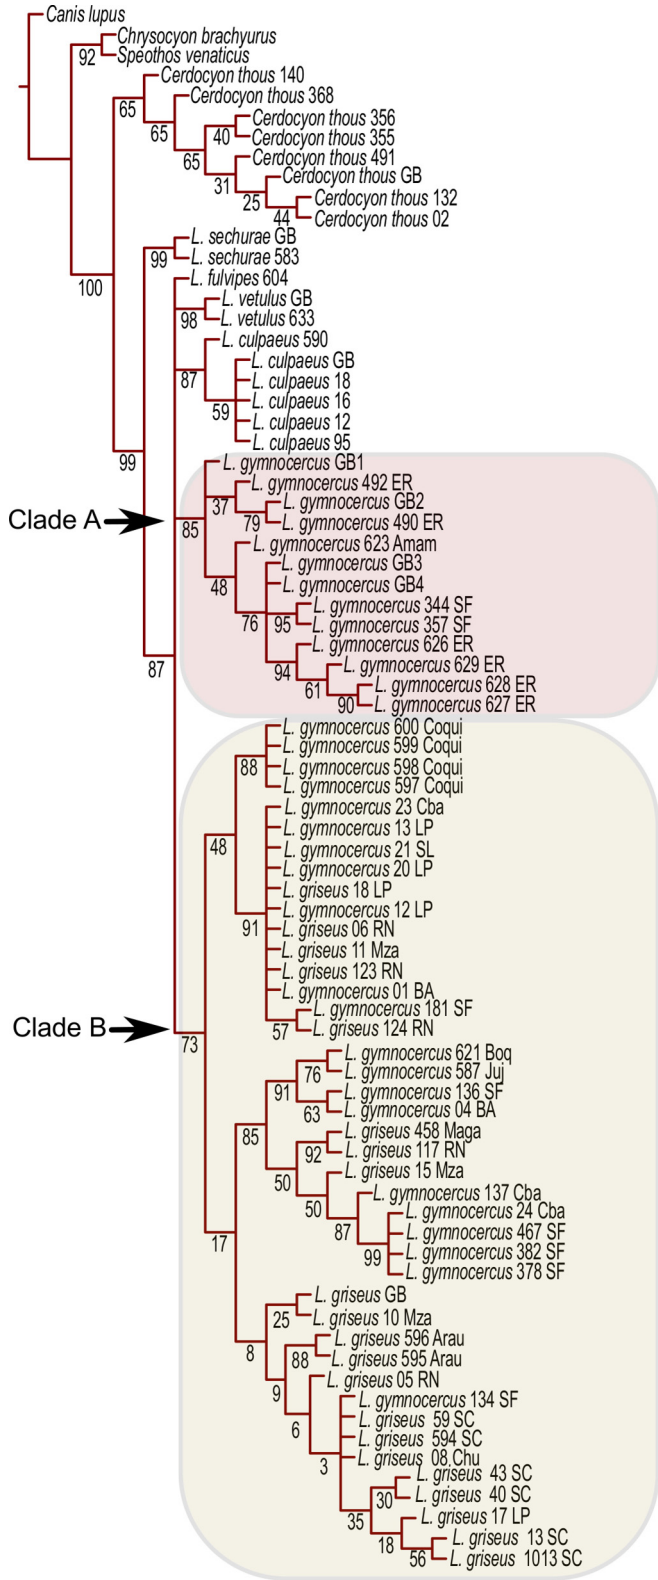 Canis lupus
Chrysocyon brachyurus
92
Speothos venaticus
Cerdocyon thous 140
65
Cerdocyon thous 368
65
Cerdocyon thous 356
40
Cerdocyon thous 355
65
Cerdocyon thous 491
31
Cerdocyon thous GB
25
Cerdocyon thous 132
44
Cerdocyon thous 02
L. sechurae GB
99
L. sechurae 583
L. fulvipes 604
100
L. vetulus GB
98
L. vetulus 633
L. culpaeus 590
L. culpaeus GB
87
L. culpaeus 18
L. culpaeus 16
59
L. culpaeus 12
L. culpaeus 95
99
L. gymnocercus GB1
L. gymnocercus 492 ER
37
L. gymnocercus GB2
Clade A
85
79
L. gymnocercus 490 ER
L. gymnocercus 623 Amam
L. gymnocercus GB3
48
L. gymnocercus GB4
L. gymnocercus 344 SF
76
95
L. gymnocercus 357 SF
L. gymnocercus 626 ER
87
94
L. gymnocercus 629 ER
61
L. gymnocercus 628 ER
90
L. gymnocercus 627 ER
L. gymnocercus 600 Coqui
L. gymnocercus 599 Coqui
88
L. gymnocercus 598 Coqui
L. gymnocercus 597 Coqui
L. gymnocercus 23 Cba
L. gymnocercus 13 LP
48
L. gymnocercus 21 SL
L. gymnocercus 20 LP
L. griseus 18 LP
L. gymnocercus 12 LP
91
L. griseus 06 RN
L. griseus 11 Mza
L. griseus 123 RN
L. gymnocercus 01 BA
L. gymnocercus 181 SF
Clade B
57
L. griseus 124 RN
73
L. gymnocercus 621 Boq
76
L. gymnocercus 587 Juj
91
L. gymnocercus 136 SF
63
L. gymnocercus 04 BA
85
L. griseus 458 Maga
92
L. griseus 117 RN
50
L. griseus 15 Mza
50
L. gymnocercus 137 Cba
L. gymnocercus 24 Cba
87
L. gymnocercus 467 SF
17
99
L. gymnocercus 382 SF
L. gymnocercus 378 SF
L. griseus GB
25
L. griseus 10 Mza
L. griseus 596 Arau
8
88
L. griseus 595 Arau
L. griseus 05 RN
9
L. gymnocercus 134 SF
L. griseus 59 SC
6
L. griseus 594 SC
L. griseus 08 Chu
3
L. griseus 43 SC
30
L. griseus 40 SC
35
L. griseus 17 LP
18
L. griseus 13 SC
56
L. griseus 1013 SC